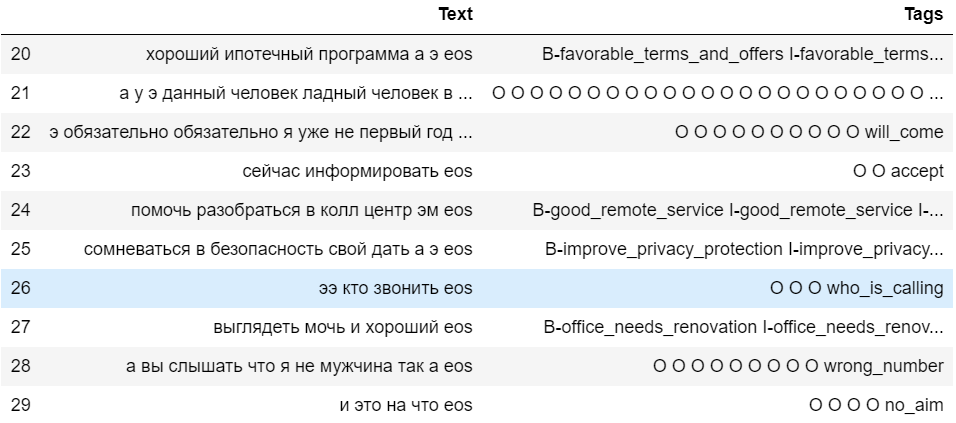 Text Tags
20 хороший ипотечный программа а э eos B-favorable_terms_and_offers I-favorable_terms...
21 а у э данный человек ладный человек в ... O O O O O O O O O O O O O O O O O O O O O O O ...
22 э обязательно обязательно я уже не первый год ... O O O O O O O O O O will_come
23 сейчас информировать eos O O accept
24 помочь разобраться в колл центр эм eos B-good_remote_service I-good_remote_service I-...
25 сомневаться в безопасность свой дать а э eos B-improve_privacy_protection I-improve_privacy...
26 ээ кто звонить eos O O O who_is_calling
27 выглядеть мочь и хороший eos B-office_needs_renovation I-office_needs_renov...
28 а вы слышать что я не мужчина так а eos O O O O O O O O O wrong_number
29 и это на что eos O O O O no_aim